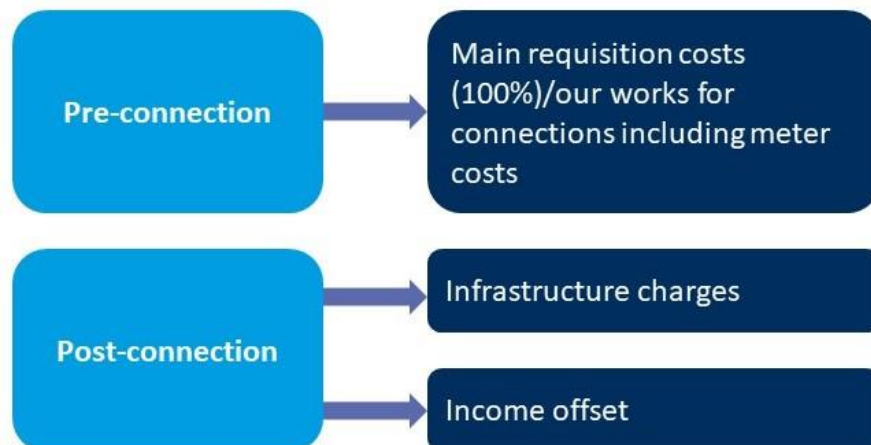 Pre-connection
Main requisition costs
(100%)/our works for
connections including meter
costs
Post-connection
Infrastructure charges
Income offset